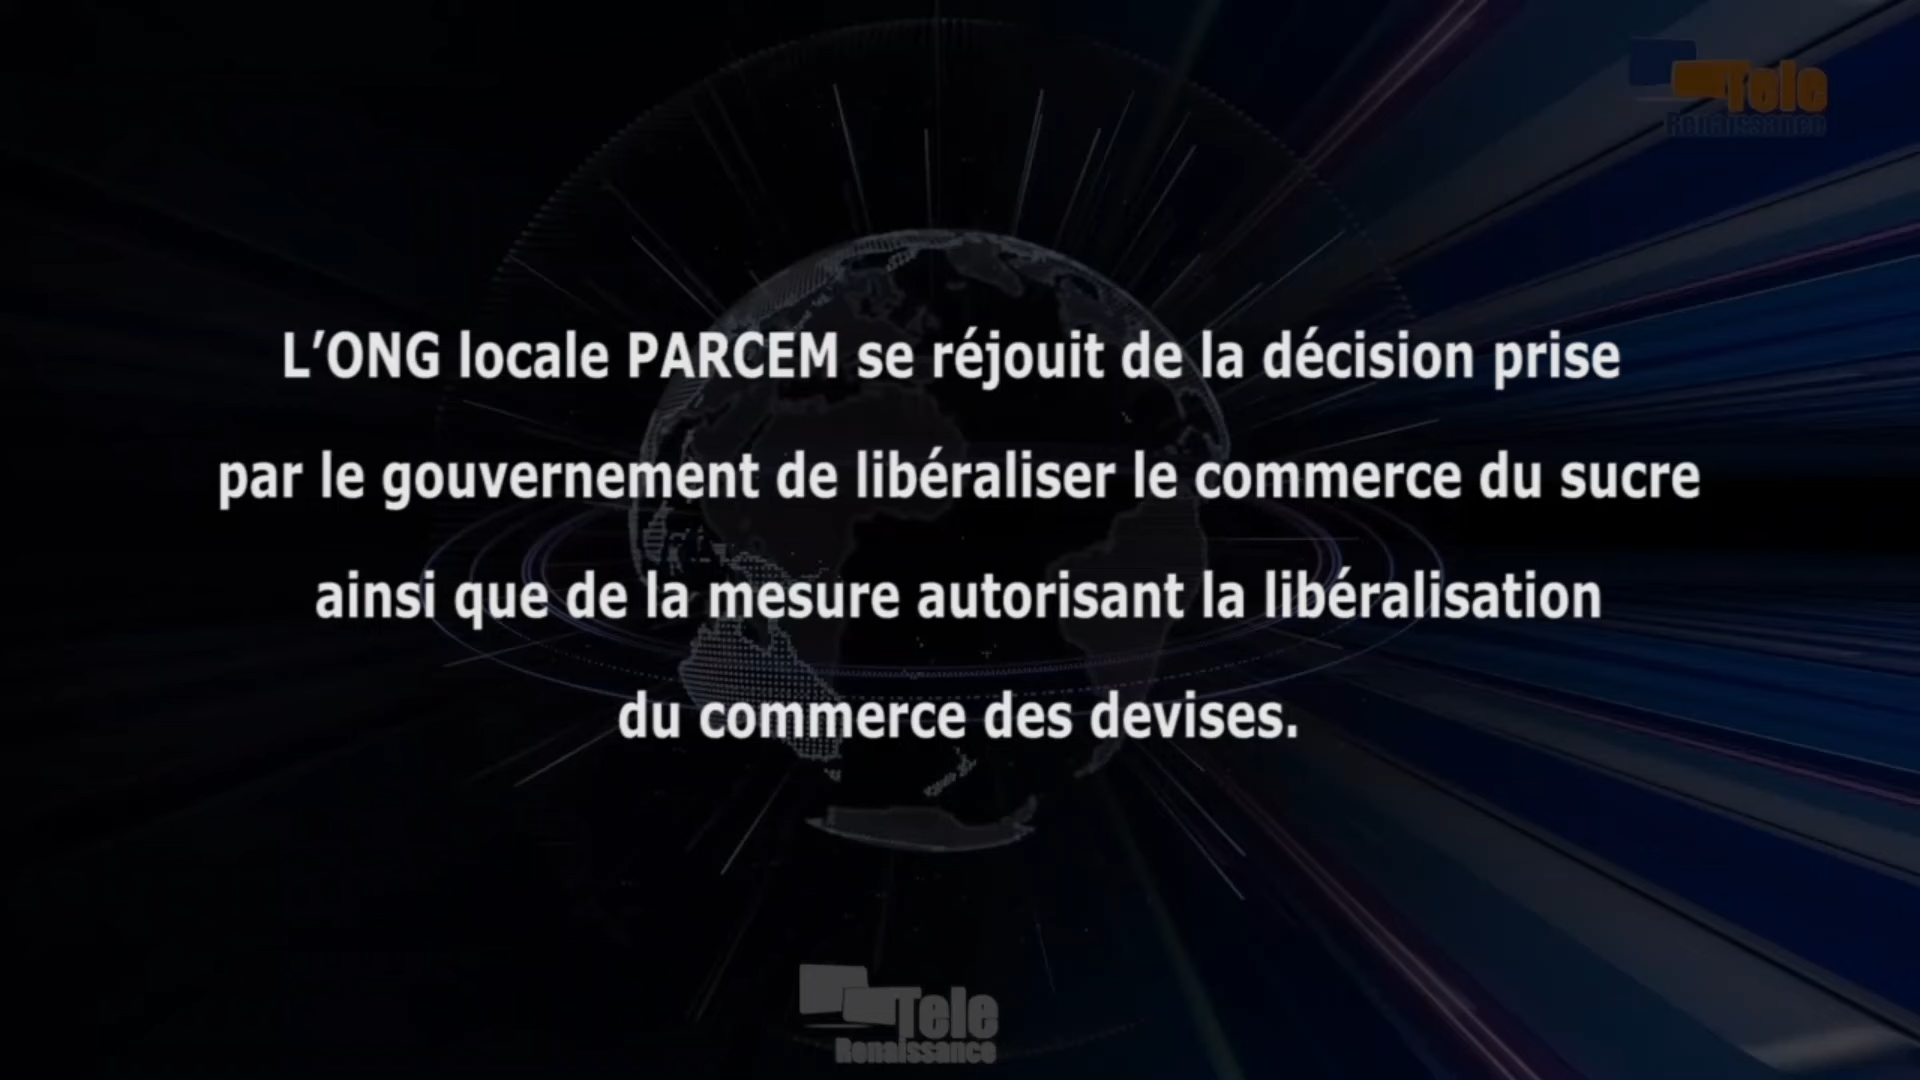 Tele
Renaissance
L’ONG locale PARCEM se réjouit de la décision prise
par le gouvernement de libéraliser le commerce du sucre
ainsi que de la mesure autorisant la libéralisation
du commerce des devises.
Tele
Renaissance